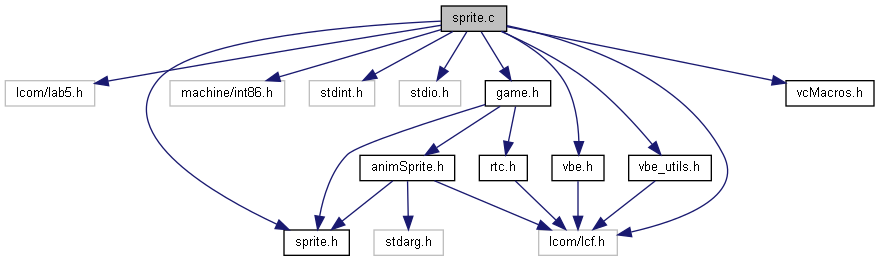 sprite.c
lcom/lab5.h
machine/int86.h
stdint.h
stdio.h
game.h
vcMacros.h
animSprite.h
rtc.h
vbe.h
vbe_utils.h
sprite.h
stdarg.h
lcom/lcf.h